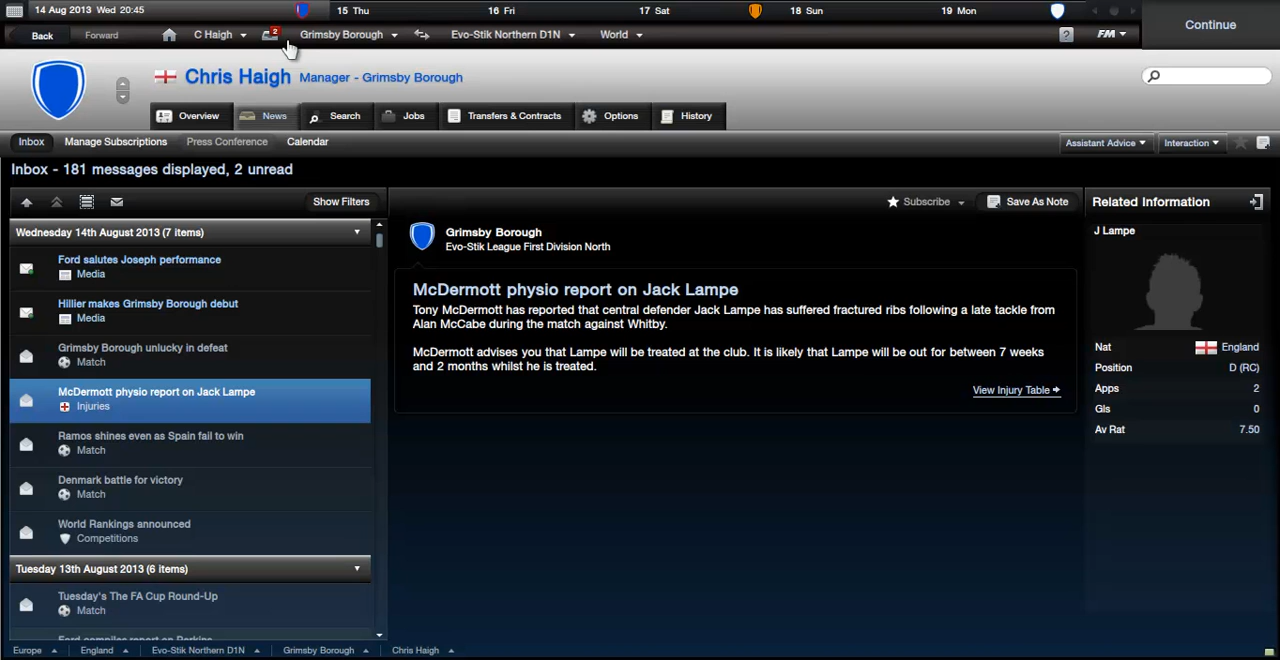 14 Aug 2013 Wed 20:45
15 Thu
16 Fri
17 Sat
18 Sun
19 Mon
Continue
Back
Forward
C Haigh
2
Grimsby Borough
Evo-Stik Northern D1N
World
?
FM
Chris Haigh
Manager - Grimsby Borough
Overview
News
Search
Jobs
Transfers & Contracts
Options
History
Inbox
Manage Subscriptions
Press Conference
Calendar
Assistant Advice
Interaction
Inbox - 181 messages displayed, 2 unread
Show Filters
Subscribe
Save As Note
Related Information
Wednesday 14th August 2013 (7 items)
Ford salutes Joseph performance
Media
Hillier makes Grimsby Borough debut
Media
Grimsby Borough unlucky in defeat
Match
McDermott physio report on Jack Lampe
Injuries
Ramos shines even as Spain fail to win
Match
Denmark battle for victory
Match
World Rankings announced
Competitions
Tuesday 13th August 2013 (6 items)
Tuesday's The FA Cup Round-Up
Match
Ford compiles report on Perkins
Grimsby Borough
Evo-Stik League First Division North
McDermott physio report on Jack Lampe
Tony McDermott has reported that central defender Jack Lampe has suffered fractured ribs following a late tackle from
Alan McCabe during the match against Whitby.
McDermott advises you that Lampe will be treated at the club. It is likely that Lampe will be out for between 7 weeks
and 2 months whilst he is treated.
View Injury Table
J Lampe
Nat England
Position D (RC)
Apps 2
Gls 0
Av Rat 7.50
Europe
England
Evo-Stik Northern D1N
Grimsby Borough
Chris Haigh